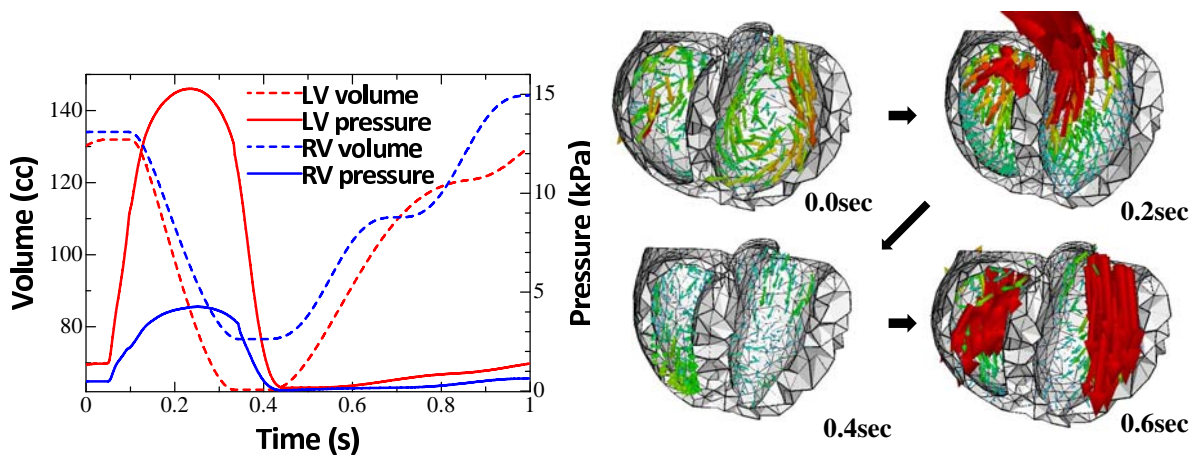 LV volume
LV pressure
RV volume
RV pressure
Volume (cc)
140
120
100
80
0
0.2
0.4
0.6
0.8
1
Time (s)
15
10
5
0
Pressure (kPa)
0.0sec
0.2sec
0.4sec
0.6sec